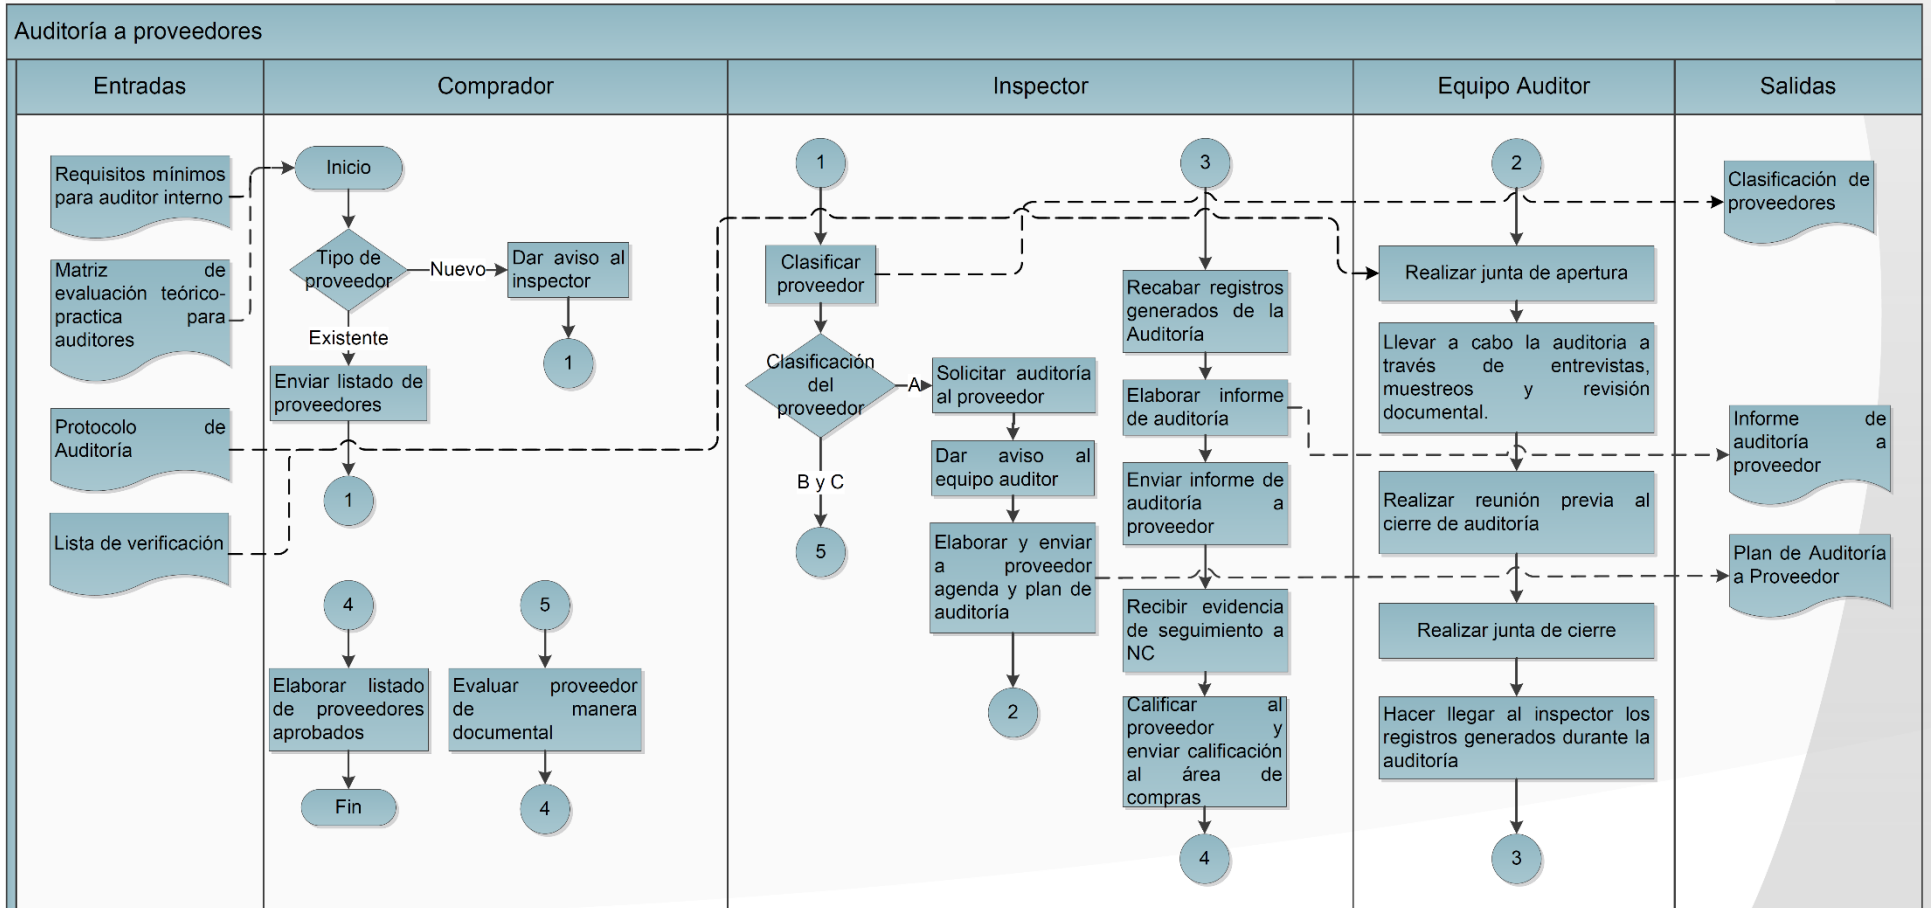 Auditoría a proveedores
Entradas
Comprador
Inspector
Equipo Auditor
Salidas
Requisitos mínimos
para auditor interno
Matriz de
evaluación teórico-
practica para
auditores
Protocolo de
Auditoría
Lista de verificación
Inicio
Tipo de
proveedor
Nuevo
Dar aviso al
inspector
1
Existente
Enviar listado de
proveedores
1
4
Elaborar listado
de proveedores
aprobados
Fin
5
Evaluar proveedor
de manera
documental
4
1
Clasificar
proveedor
Clasificación
del
proveedor
A
B y C
5
Solicitar auditoría
al proveedor
Dar aviso al
equipo auditor
Elaborar y enviar
a proveedor
agenda y plan de
auditoría
2
3
Recabar registros
generados de la
Auditoría
Elaborar informe
de auditoría
Enviar informe de
auditoría a
proveedor
Recibir evidencia
de seguimiento a
NC
Calificar al
proveedor y
enviar calificación
al área de
compras
4
2
Realizar junta de apertura
Llevar a cabo la auditoria a
través de entrevistas,
muestreos y revisión
documental.
Realizar reunión previa al
cierre de auditoría
Realizar junta de cierre
Hacer llegar al inspector los
registros generados durante la
auditoría
3
Clasificación de
proveedores
Informe de
auditoría a
proveedor
Plan de Auditoría
a Proveedor